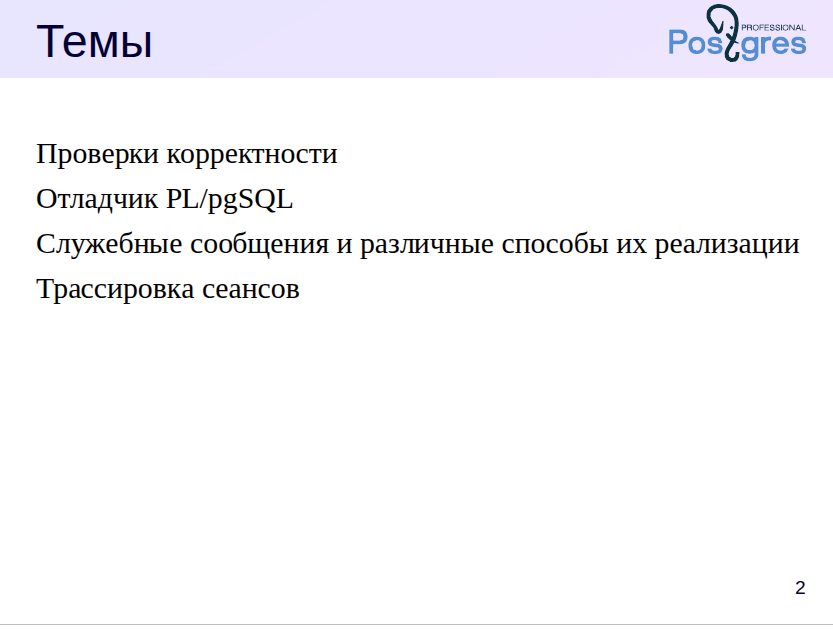 Темы
PROFESSIONAL
Postgres
Проверки корректности
Отладчик PL/pgSQL
Служебные сообщения и различные способы их реализации
Трассировка сеансов
2